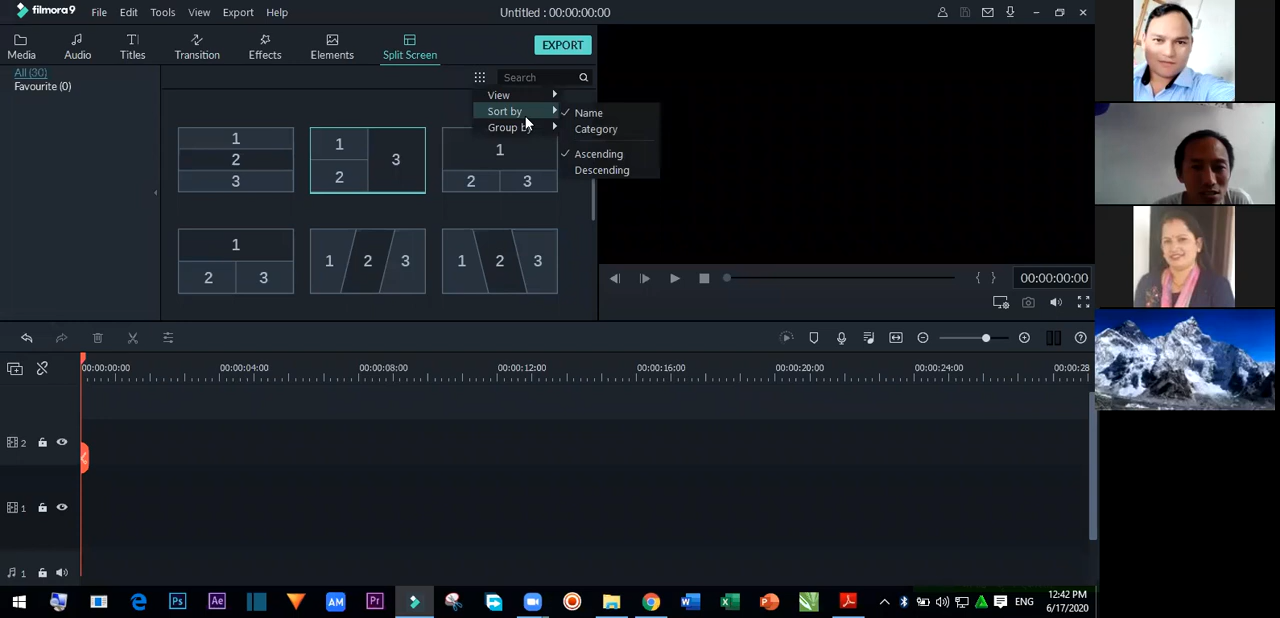 filmora9 File Edit Tools View Export Help Untitled : 00:00:00:00
Media Audio Titles Transition Effects Elements Split Screen EXPORT
All (30)
Favourite (0)
Search
View
Sort by
Group by
Name
Category
Ascending
Descending
1
2
3
1
2
3
1
2 3
1
2 3
1 2 3
1 2 3
{ } 00:00:00:00
00:00:00:00 00:00:04:00 00:00:08:00 00:00:12:00 00:00:16:00 00:00:20:00 00:00:24:00 00:00:28
2
1
1
Ps Ae AM Pr ENG
12:42 PM
6/17/2020